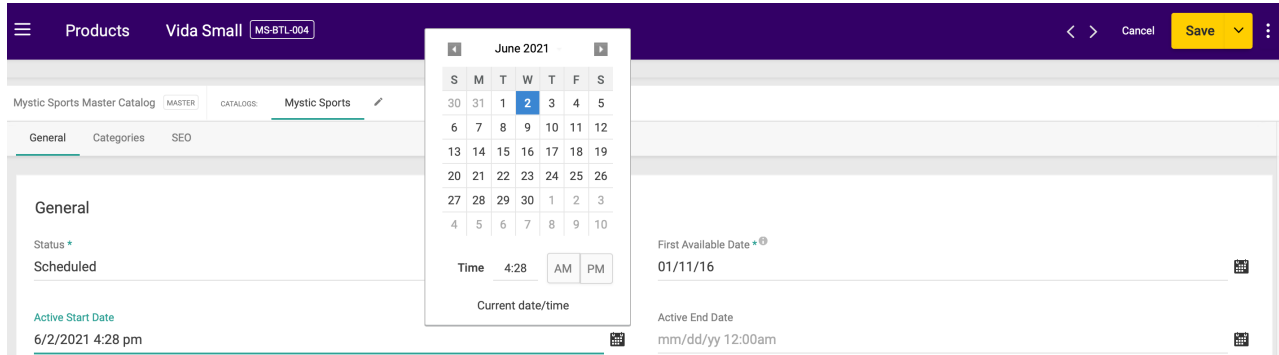 Products Vida Small MS-BTL-004 Cancel Save
June 2021
S M T W T F S
30 31 1 2 3 4 5
6 7 8 9 10 11 12
13 14 15 16 17 18 19
20 21 22 23 24 25 26
27 28 29 30 1 2 3
4 5 6 7 8 9 10
Time 4:28 AM PM
Current date/time
Mystic Sports Master Catalog MASTER CATALOGS: Mystic Sports
General Categories SEO
General
Status * First Available Date *
Scheduled 01/11/16
Active Start Date Active End Date
6/2/2021 4:28 pm mm/dd/yy 12:00am